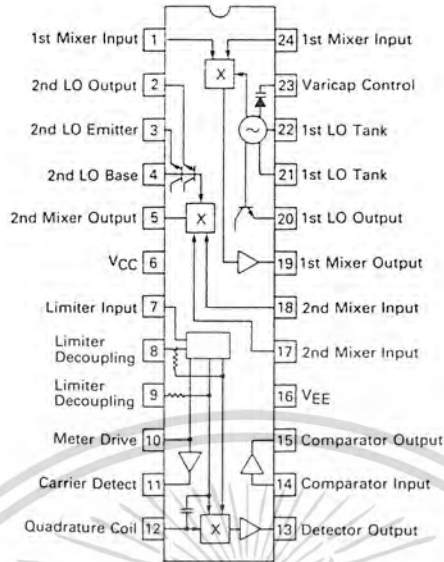 1st Mixer Input 1
24 1st Mixer Input
2nd LO Output 2
23 Varicap Control
2nd LO Emitter 3
22 1st LO Tank
2nd LO Base 4
21 1st LO Tank
2nd Mixer Output 5
20 1st LO Output
VCC 6
19 1st Mixer Output
Limiter Input 7
18 2nd Mixer Input
Limiter
Decoupling 8
17 2nd Mixer Input
Limiter
Decoupling 9
16 VEE
Meter Drive 10
15 Comparator Output
Carrier Detect 11
14 Comparator Input
Quadrature Coil 12
13 Detector Output
X
X
X